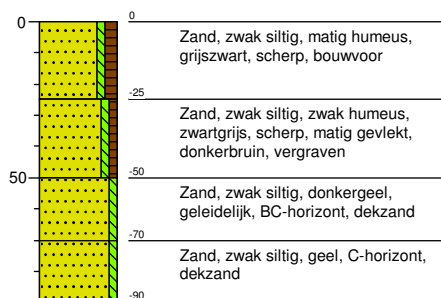 0
0
Zand, zwak siltig, matig humeus,
grijszwart, scherp, bouwvoor
-25
Zand, zwak siltig, zwak humeus,
zwartgrijs, scherp, matig gevlekt,
donkerbruin, vergraven
50
-50
Zand, zwak siltig, donkergeel,
geleidelijk, BC-horizont, dekzand
-70
Zand, zwak siltig, geel, C-horizont,
dekzand
-90